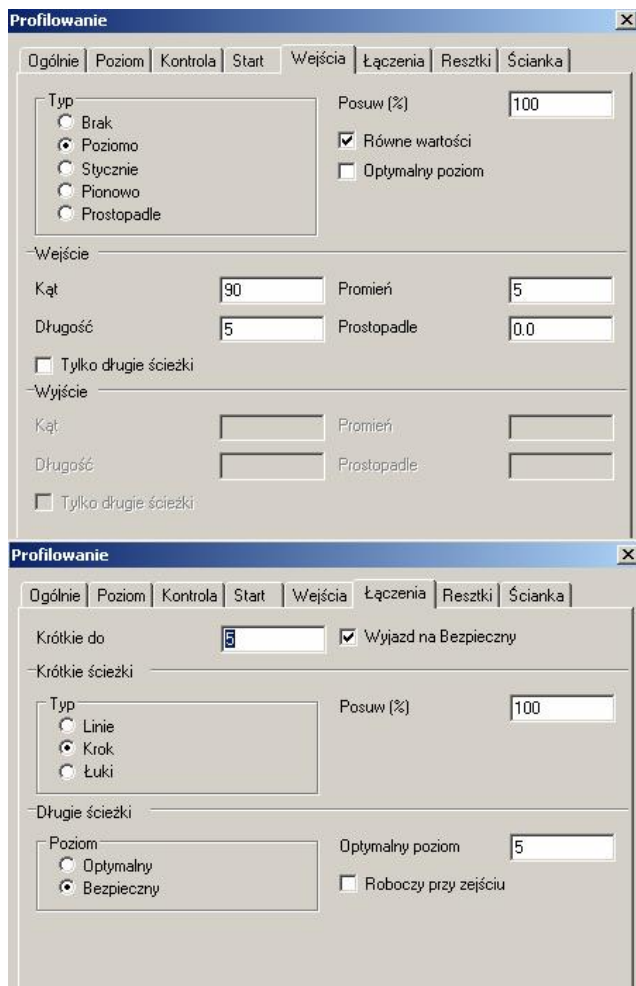 Profilowanie
Ogólnie Poziom Kontrola Start Wejścia Łączenia Resztki Ścianka
Typ
Brak
Poziomo
Stycznie
Pionowo
Prostopadle
Posuw (%) 100
Równe wartości
Optymalny poziom
Wejście
Kąt 90 Promień 5
Długość 5 Prostopadle 0.0
Tylko długie ścieżki
Wyjście
Kąt Promień
Długość Prostopadle
Tylko długie ścieżki
Profilowanie
Ogólnie Poziom Kontrola Start Wejścia Łączenia Resztki Ścianka
Krótkie do 5 Wyjazd na Bezpieczny
Krótkie ścieżki
Typ
Linie
Krok
Łuki
Posuw (%) 100
Długie ścieżki
Poziom
Optymalny
Bezpieczny
Optymalny poziom 5
Roboczy przy zejściu